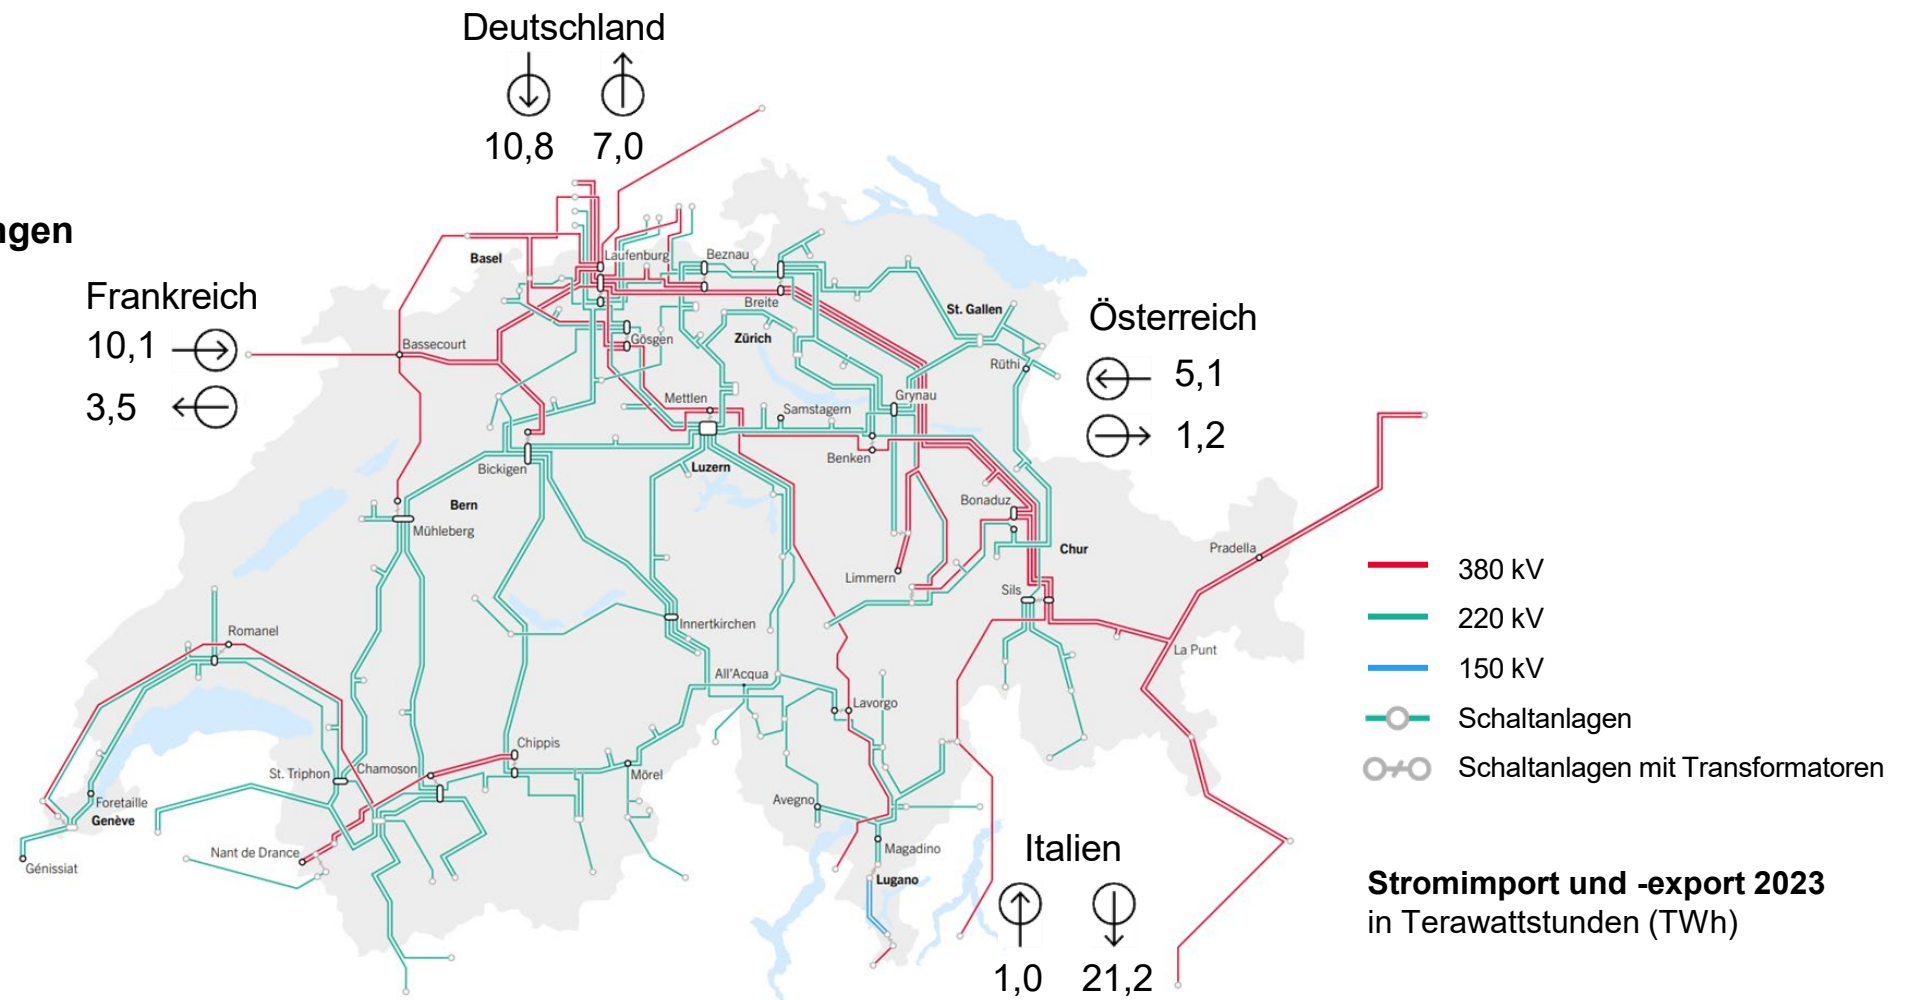 Deutschland
10,8 7,0
ngen
Frankreich
10,1
3,5
Österreich
5,1
1,2
Italien
1,0 21,2
Basel
Laufenburg
Beznau
Breite
St. Gallen
Bassecourt
Gösgen
Zürich
Rüthi
Mettlen
Samstagern
Grynau
Benken
Bickigen
Luzern
Bern
Mühleberg
Bonaduz
Chur
Pradella
Limmern
Sils
Romanel
Innertkirchen
La Punt
All'Acqua
Lavorgo
Chippis
St. Triphon
Chamoson
Mörel
Foretaille
Genève
Avegno
Nant de Drance
Génissiat
Magadino
Lugano
380 kV
220 kV
150 kV
Schaltanlagen
Schaltanlagen mit Transformatoren
Stromimport und -export 2023
in Terawattstunden (TWh)